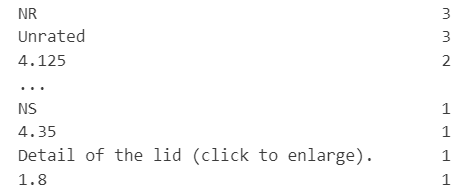 NR 3
Unrated 3
4.125 2
...
NS 1
4.35 1
Detail of the lid (click to enlarge). 1
1.8 1